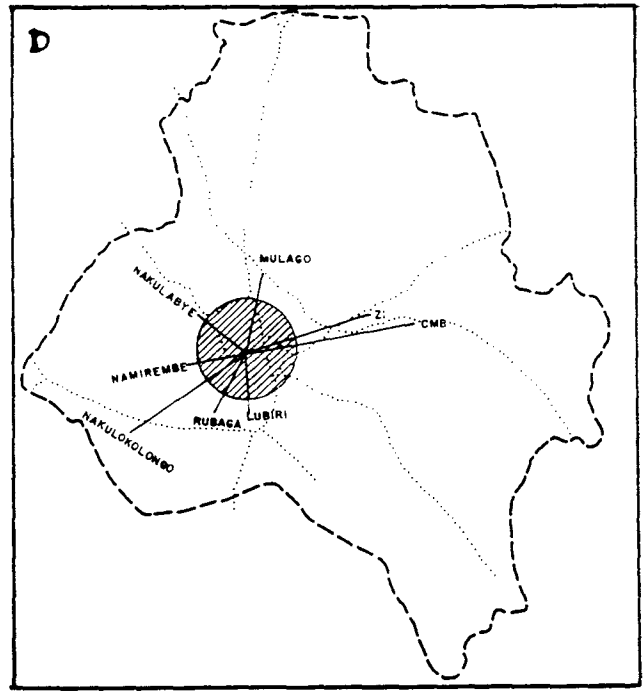 D
MULAGO
NAKULABYE
Z
CMB
NAMIREMBE
RUBAGA
LUBIRI
NAKULOKOLONGO